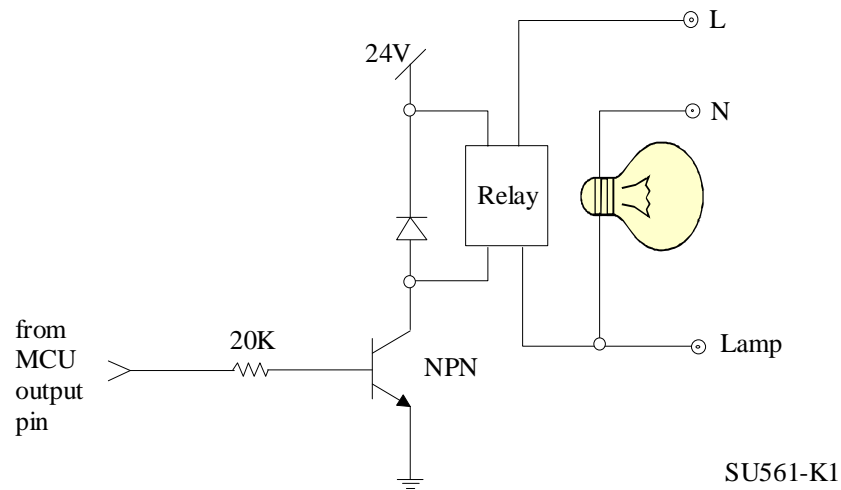 L
24V
N
Relay
from
MCU
output
pin
20K
NPN
Lamp
SU561-K1